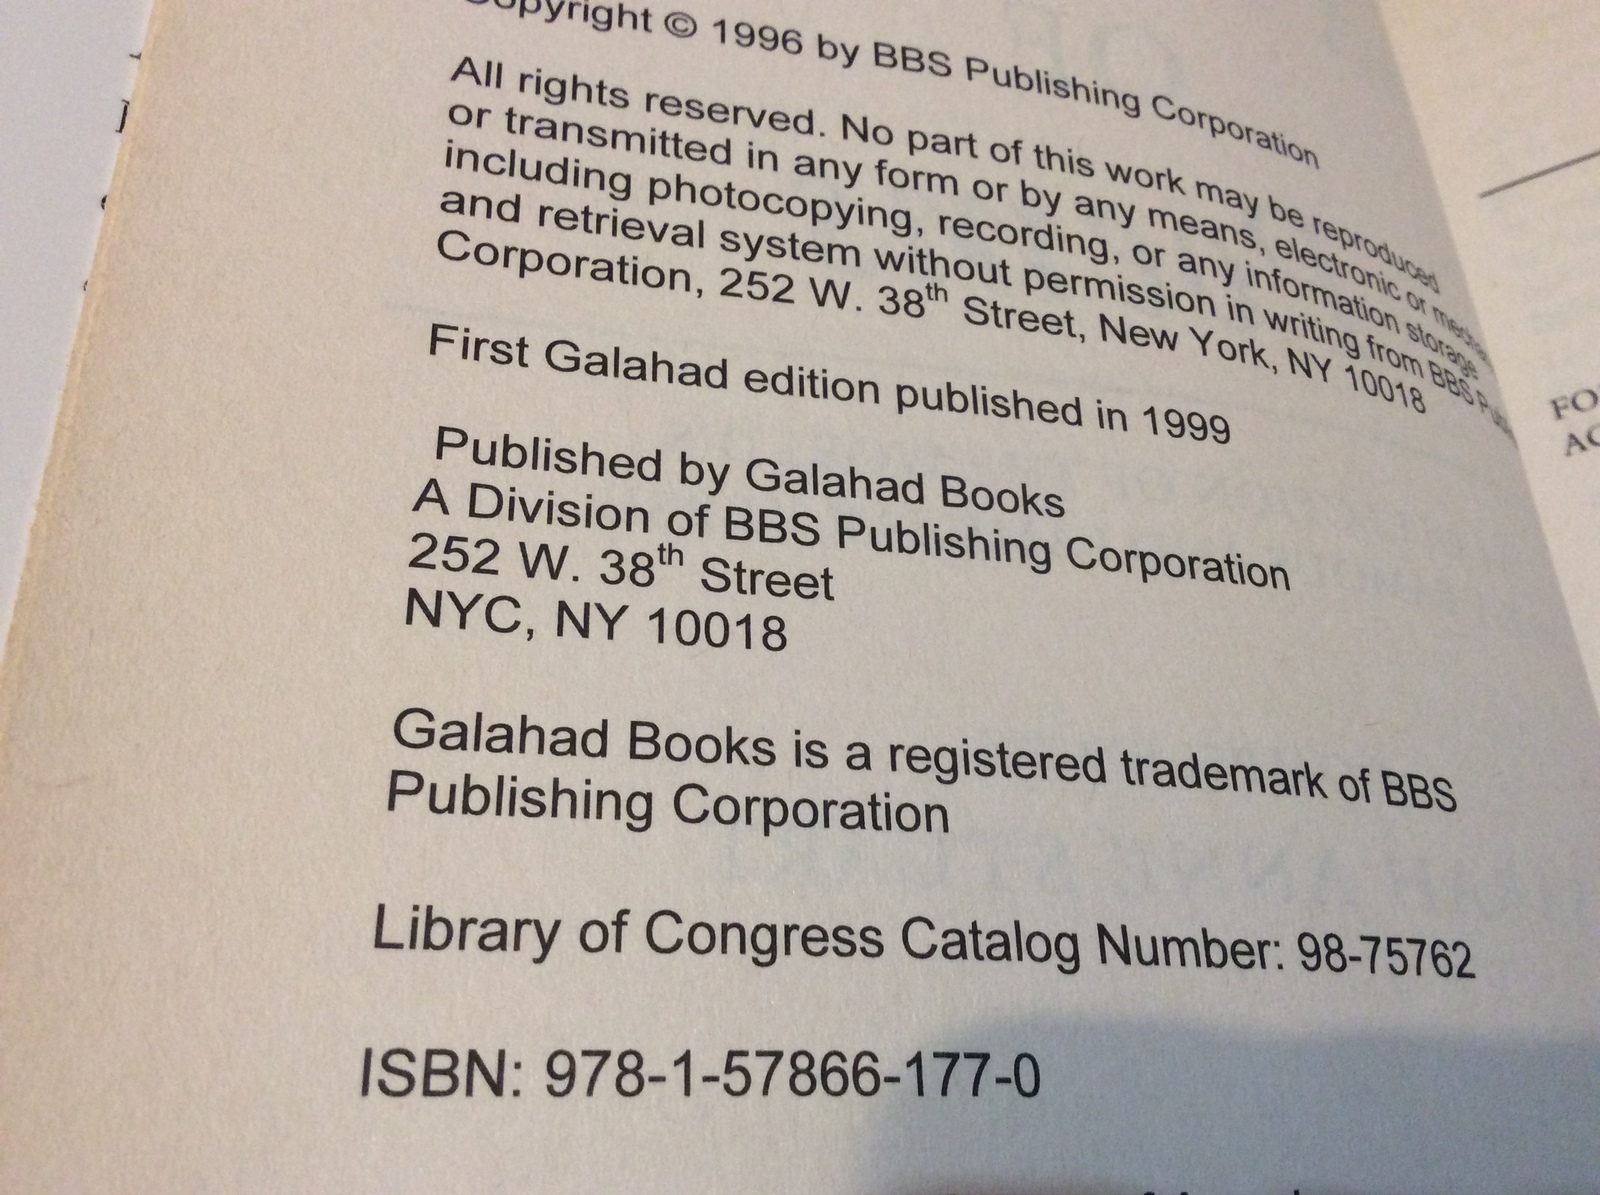 Copyright © 1996 by BBS Publishing Corporation
All rights reserved. No part of this work may be reproduced
or transmitted in any form or by any means, electronic or
including photocopying, recording, or any information storage
and retrieval system without permission in writing from BBS
Corporation, 252 W. 38th Street, New York, NY 10018
First Galahad edition published in 1999
Published by Galahad Books
A Division of BBS Publishing Corporation
252 W. 38th Street
NYC, NY 10018
Galahad Books is a registered trademark of BBS
Publishing Corporation
Library of Congress Catalog Number: 98-75762
ISBN: 978-1-57866-177-0